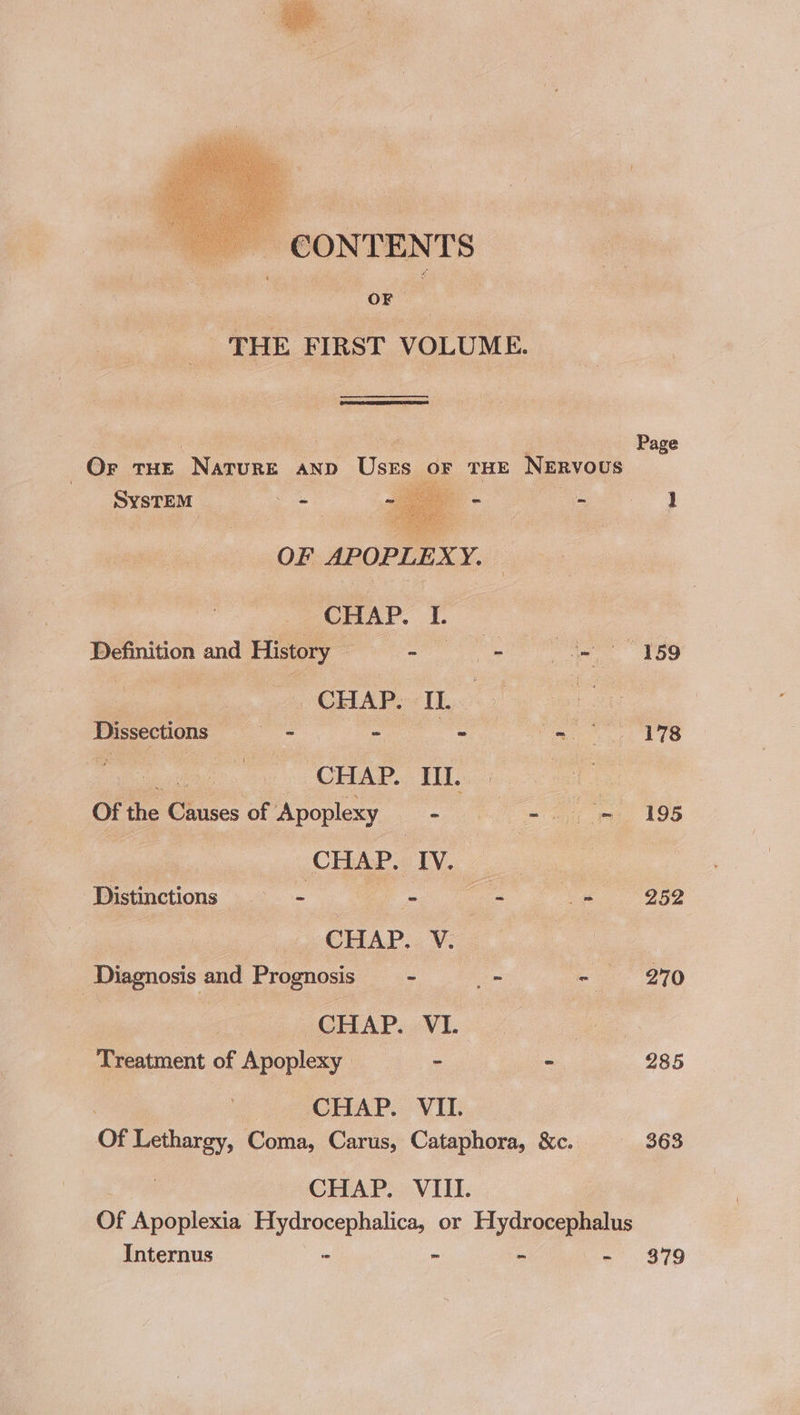 CONTENTS
OF
THE FIRST VOLUME.
Page
OF THE NATURE AND USES OF THE NERVOUS
SYSTEM - - - - 1
OF APOPLEXY.
CHAP. I.
Definition and History - - - 159
CHAP. II.
Dissections - - - - 178
CHAP. III.
Of the Causes of Apoplexy - - - 195
CHAP. IV.
Distinctions - - - - 252
CHAP. V.
Diagnosis and Prognosis - - - 270
CHAP. VI.
Treatment of Apoplexy - - 285
CHAP. VII.
Of Lethargy, Coma, Carus, Cataphora, &c. 363
CHAP. VIII.
Of Apoplexia Hydrocephalica, or Hydrocephalus
Internus - - - - 379